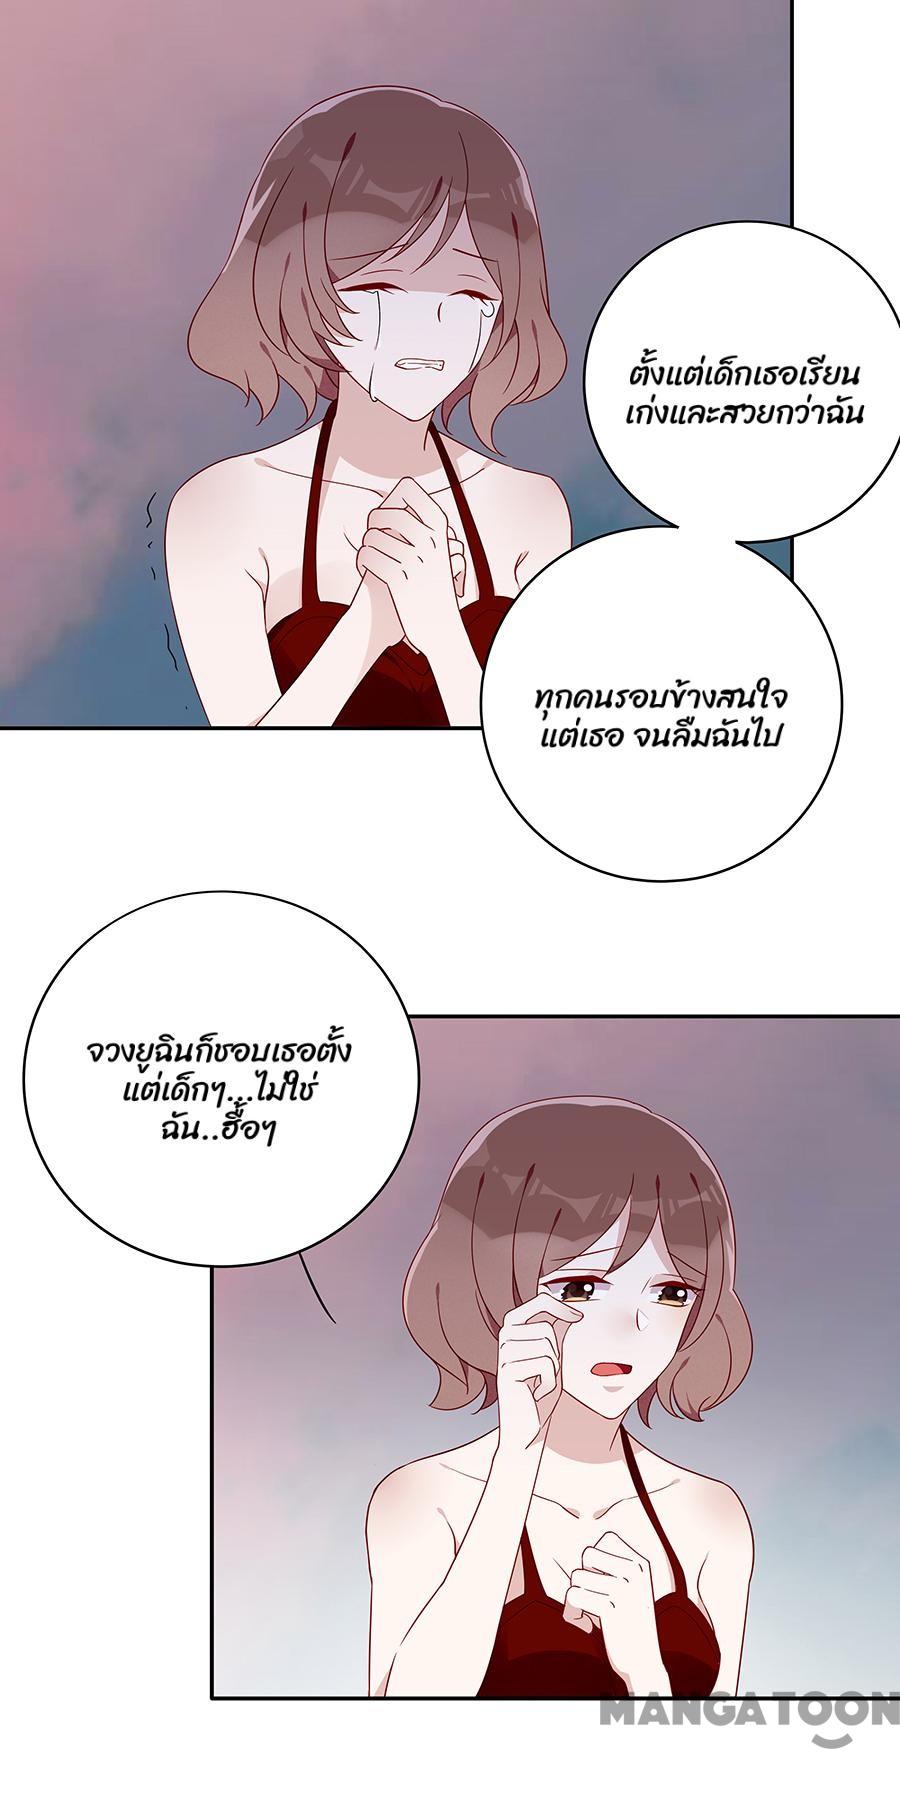 ตั้งแต่เด็กเธอเรียน
เก่งและสวยกว่าฉัน
ทุกคนรอบข้างสนใจ
แต่เธอ จนลืมฉันไป
จวงยูฉินก็ชอบเธอตั้ง
แต่เด็กๆ...ไม่ใช่
ฉัน..ฮื้อๆ
MANGATOON